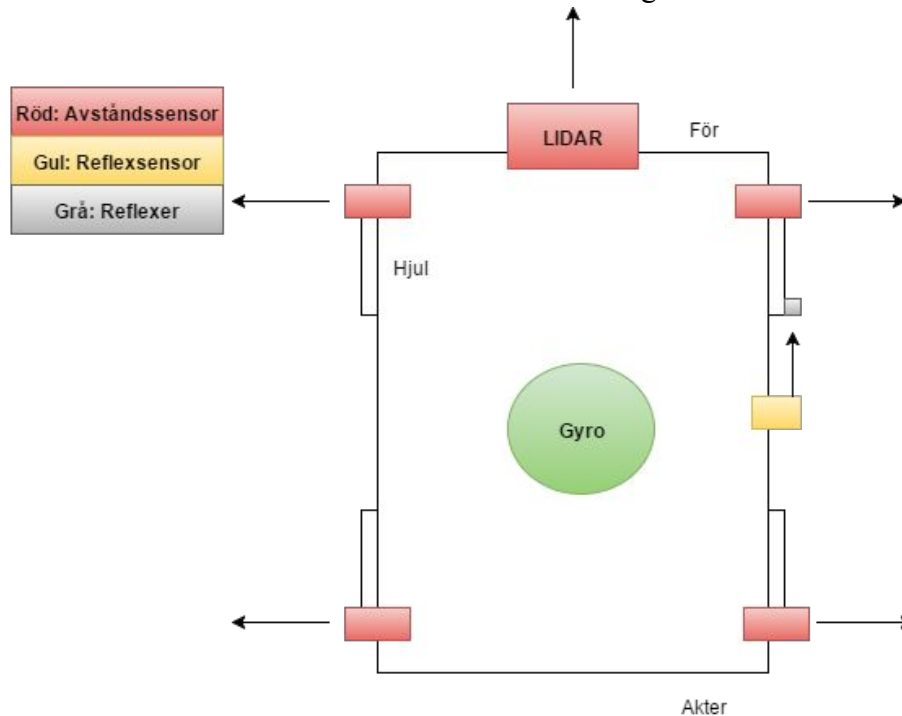 Röd: Avståndssensor
Gul: Reflexsensor
Grå: Reflexer
LIDAR
För
Hjul
Gyro
Akter